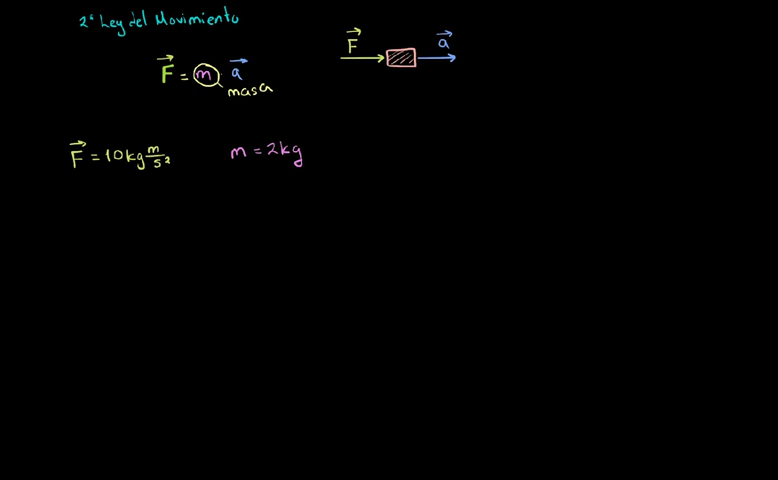 2ª Ley del Movimiento
F = m a
masa
F a
F = 10 kg m/s² m = 2 kg